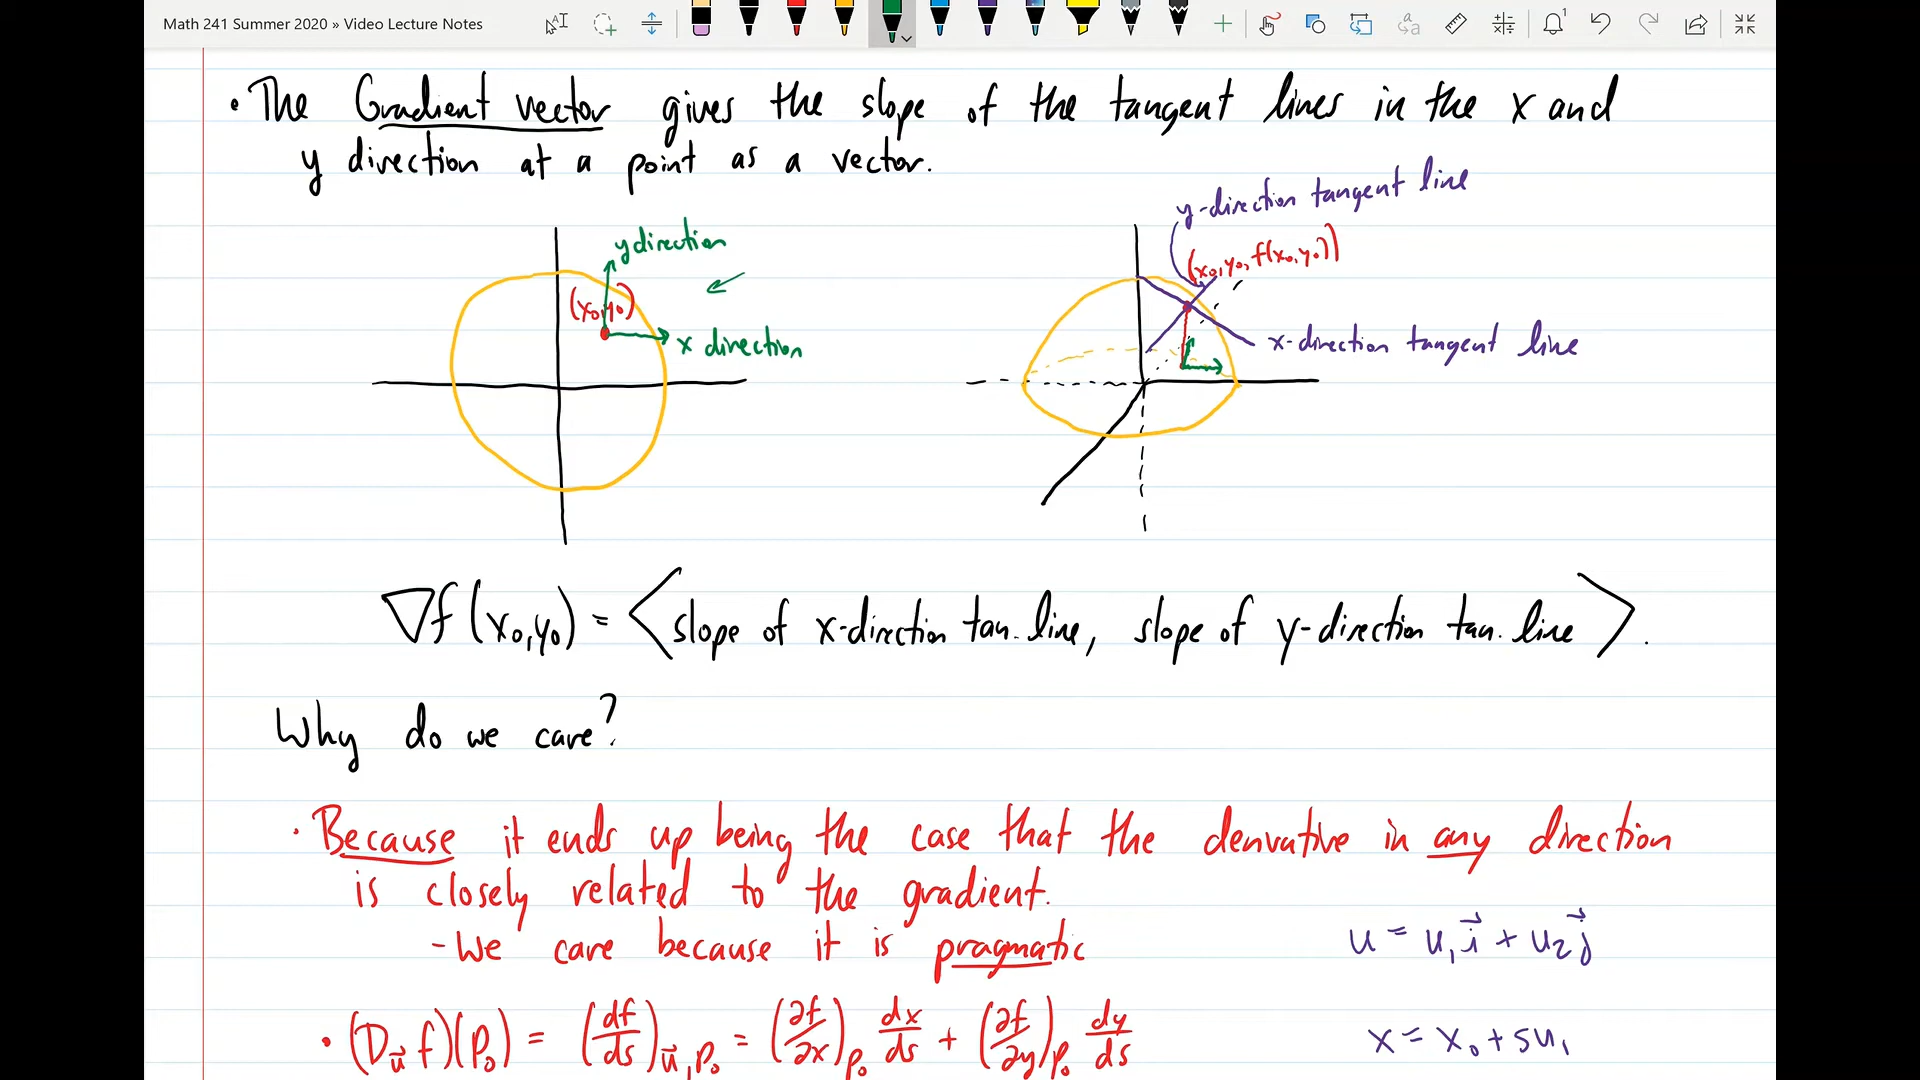 Math 241 Summer 2020 » Video Lecture Notes
• The Gradient vector gives the slope of the tangent lines in the x and
y direction at a point as a vector.
y direction
(x₀,y₀)
x direction
y-direction tangent line
(x₀,y₀,f(x₀,y₀))
x-direction tangent line
∇f(x₀,y₀) = <slope of x-direction tan. line, slope of y-direction tan. line>.
Why do we care?
• Because it ends up being the case that the derivative in any direction
is closely related to the gradient.
- We care because it is pragmatic
u = u₁i⃗ + u₂j⃗
• (D_u⃗ f)(P₀) = (df/ds)_u⃗,P₀ = (∂f/∂x)_P₀ dx/ds + (∂f/∂y)_P₀ dy/ds
x = x₀ + su₁